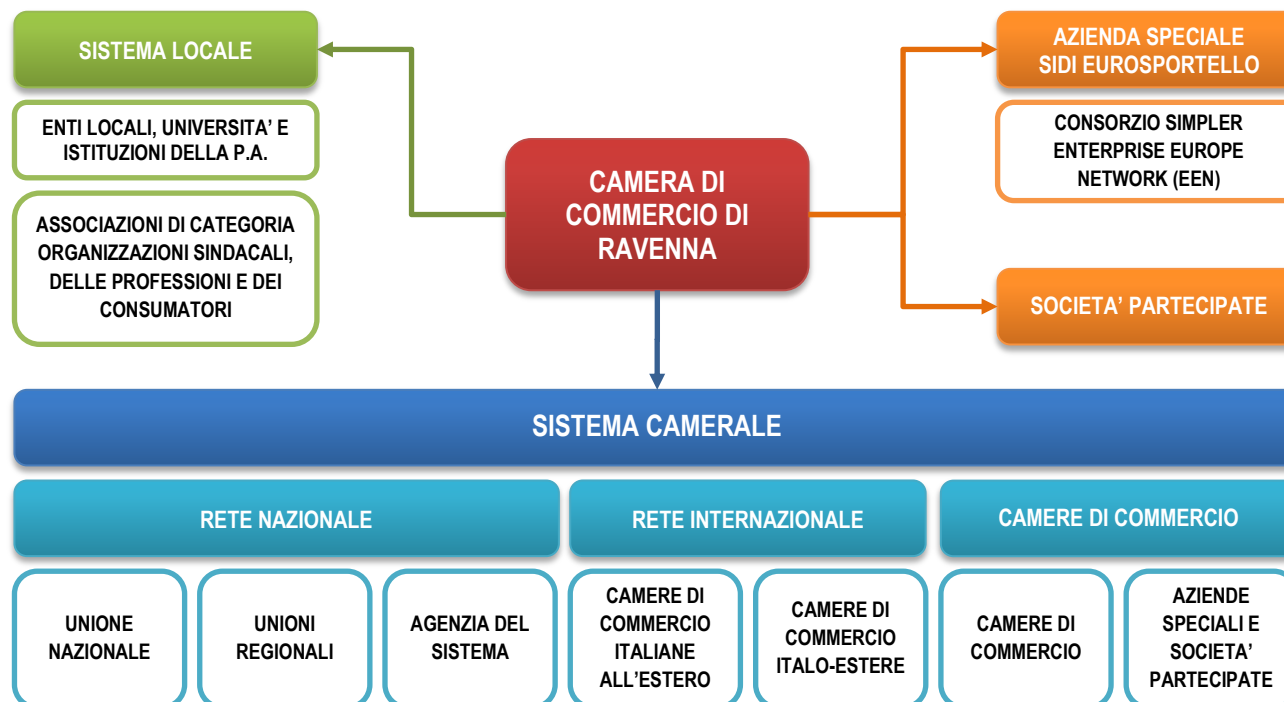 SISTEMA LOCALE
ENTI LOCALI, UNIVERSITA’ E
ISTITUZIONI DELLA P.A.
ASSOCIAZIONI DI CATEGORIA
ORGANIZZAZIONI SINDACALI,
DELLE PROFESSIONI E DEI
CONSUMATORI
CAMERA DI
COMMERCIO DI
RAVENNA
AZIENDA SPECIALE
SIDI EUROSPORTELLO
CONSORZIO SIMPLER
ENTERPRISE EUROPE
NETWORK (EEN)
SOCIETA’ PARTECIPATE
SISTEMA CAMERALE
RETE NAZIONALE
RETE INTERNAZIONALE
CAMERE DI COMMERCIO
UNIONE
NAZIONALE
UNIONI
REGIONALI
AGENZIA DEL
SISTEMA
CAMERE DI
COMMERCIO
ITALIANE
ALL’ESTERO
CAMERE DI
COMMERCIO
ITALO-ESTERE
CAMERE DI
COMMERCIO
AZIENDE
SPECIALI E
SOCIETA’
PARTECIPATE